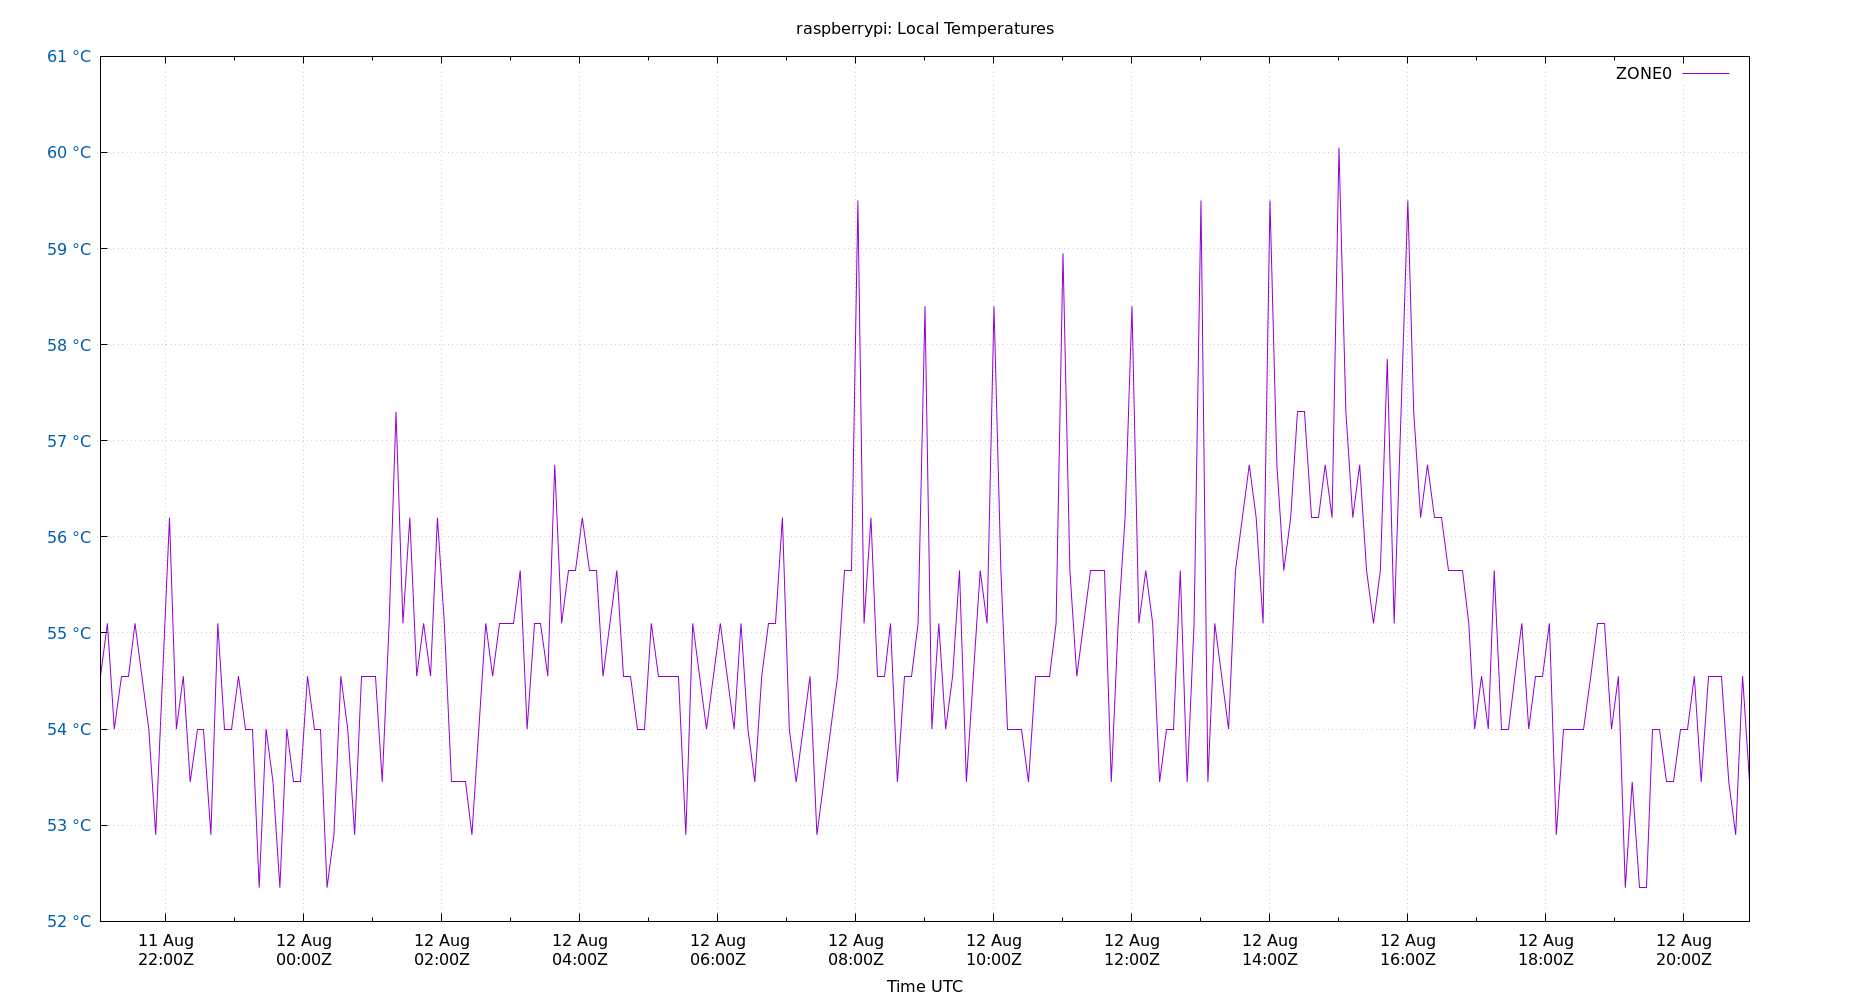 raspberrypi: Local Temperatures
61 °C
ZONE0
60 °C
59 °C
58 °C
57 °C
56 °C
55 °C
54 °C
53 °C
52 °C
11 Aug 12 Aug 12 Aug 12 Aug 12 Aug 12 Aug 12 Aug 12 Aug 12 Aug 12 Aug 12 Aug 12 Aug
22:00Z 00:00Z 02:00Z 04:00Z 06:00Z 08:00Z 10:00Z 12:00Z 14:00Z 16:00Z 18:00Z 20:00Z
Time UTC